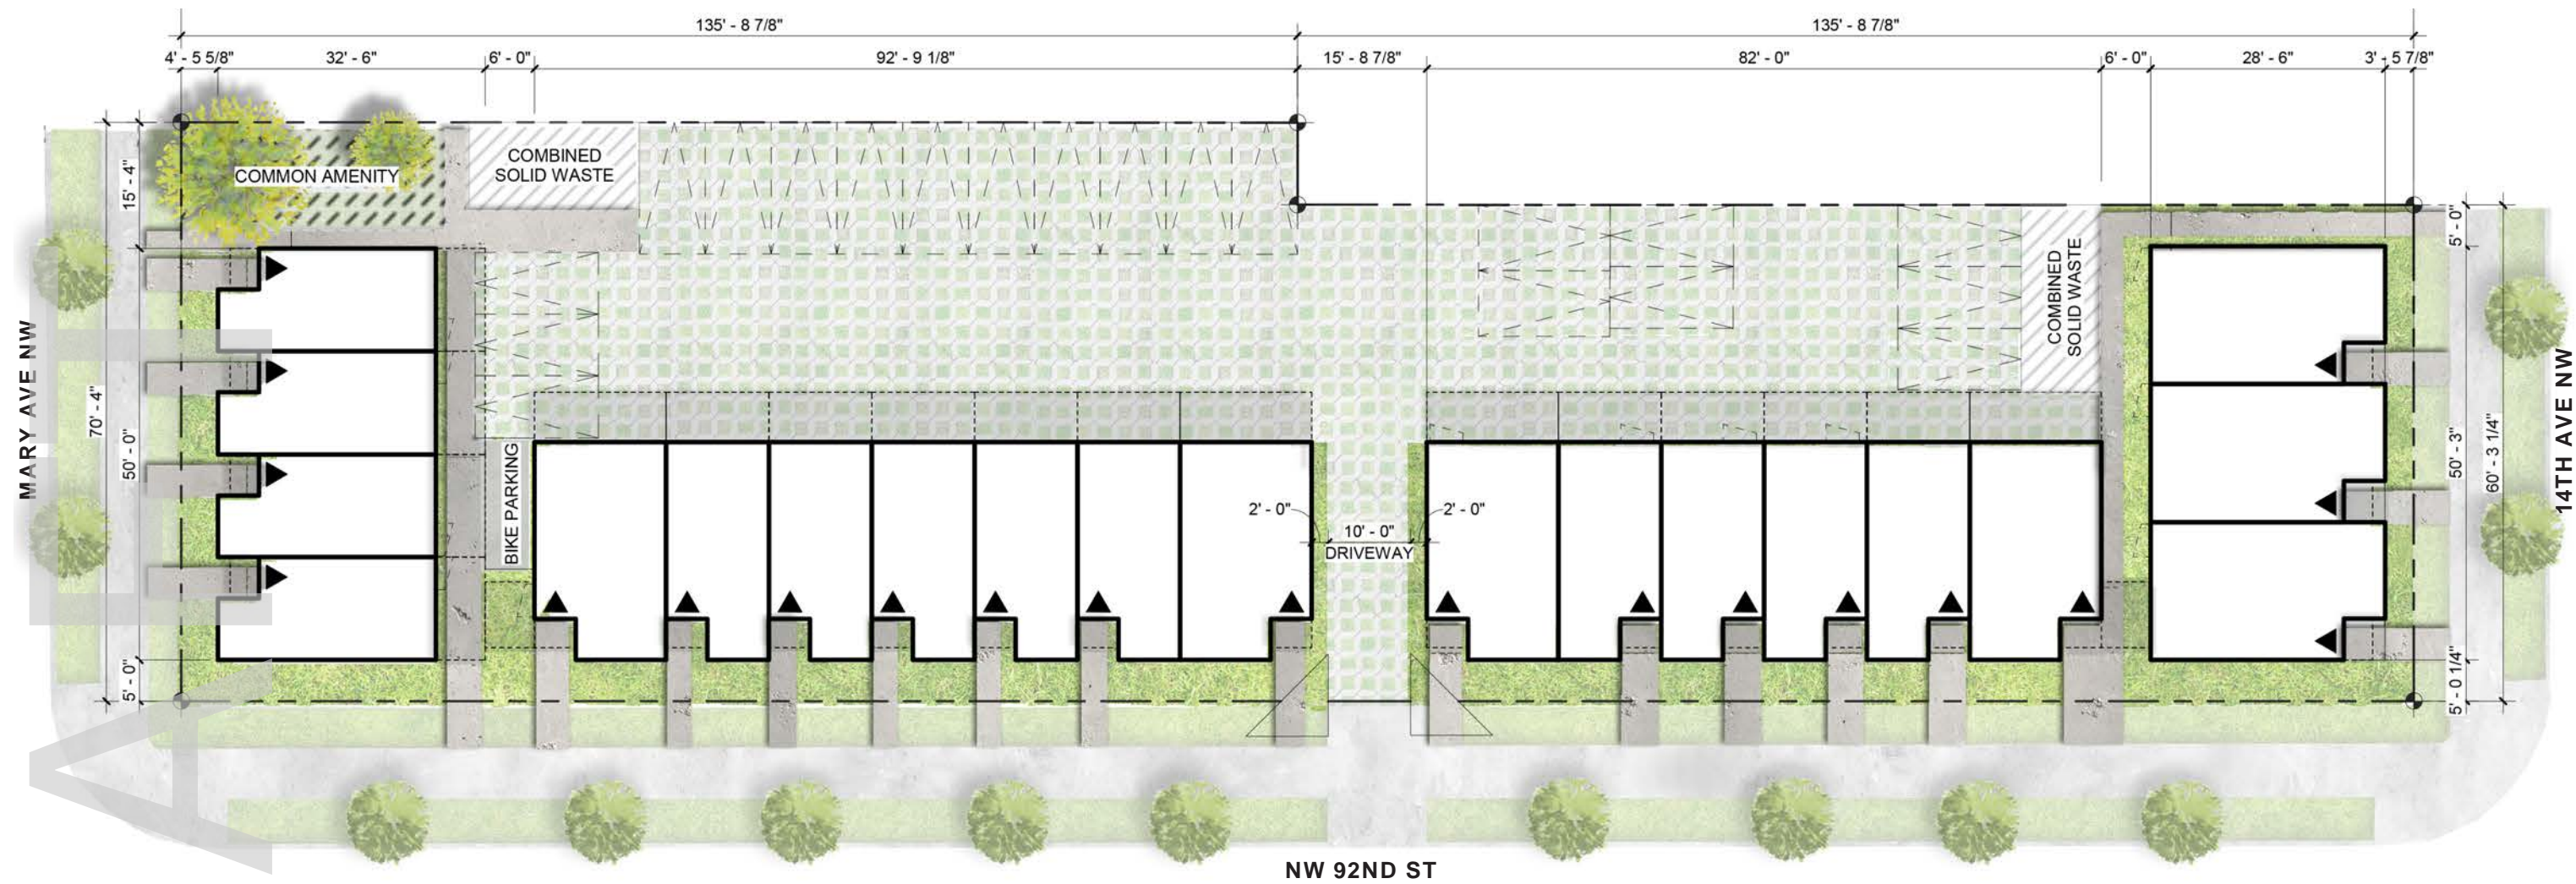 135' - 8 7/8"
135' - 8 7/8"
4' - 5 5/8"
32' - 6"
6' - 0"
92' - 9 1/8"
15' - 8 7/8"
82' - 0"
6' - 0"
28' - 6"
3' - 5 7/8"
COMMON AMENITY
COMBINED
SOLID WASTE
COMBINED
SOLID WASTE
15' - 4"
70' - 4"
50' - 0"
5' - 0"
MARY AVE NW
BIKE PARKING
2' - 0"
10' - 0"
DRIVEWAY
2' - 0"
5' - 0"
50' - 3"
60' - 3 1/4"
5' - 0 1/4"
14TH AVE NW
NW 92ND ST